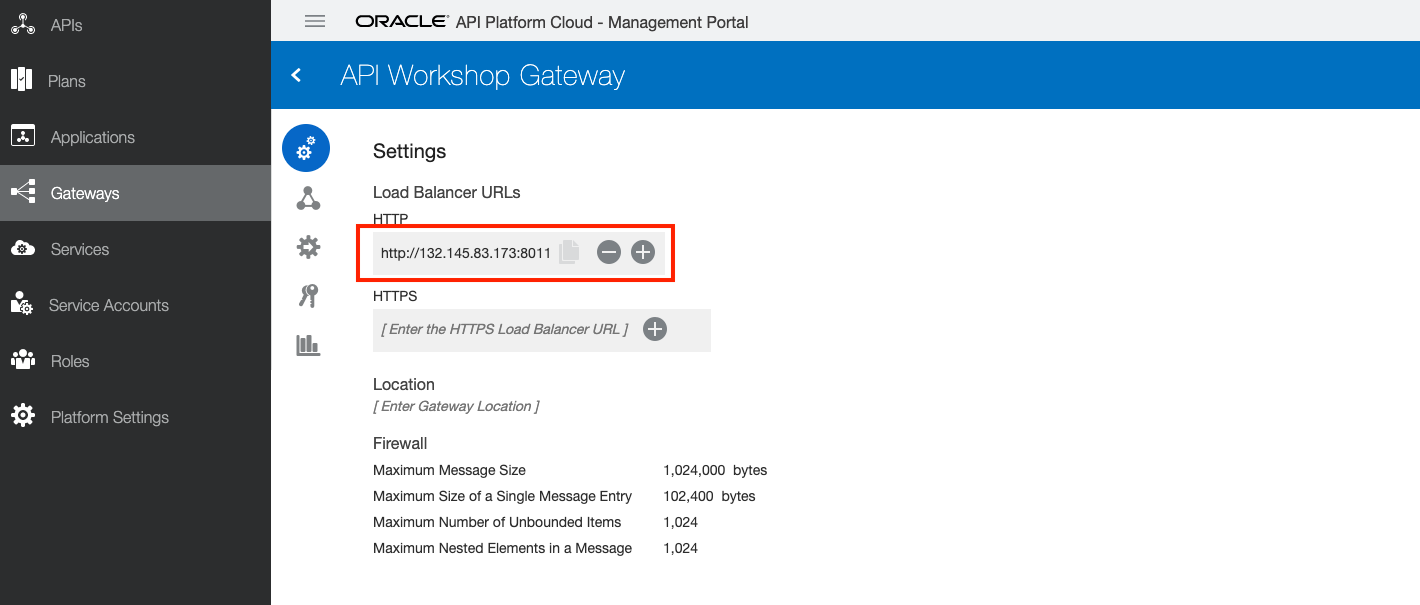 APIs
Plans
Applications
Gateways
Services
Service Accounts
Roles
Platform Settings
ORACLE® API Platform Cloud - Management Portal
API Workshop Gateway
Settings
Load Balancer URLs
HTTP
http://132.145.83.173:8011
HTTPS
[ Enter the HTTPS Load Balancer URL ]
Location
[ Enter Gateway Location ]
Firewall
Maximum Message Size 1,024,000 bytes
Maximum Size of a Single Message Entry 102,400 bytes
Maximum Number of Unbounded Items 1,024
Maximum Nested Elements in a Message 1,024